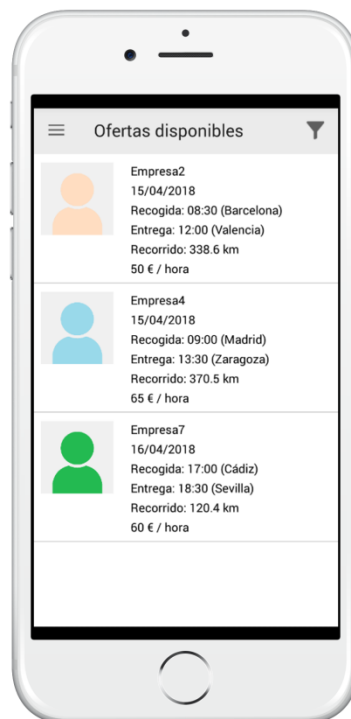 Ofertas disponibles
Empresa2
15/04/2018
Recogida: 08:30 (Barcelona)
Entrega: 12:00 (Valencia)
Recorrido: 338.6 km
50 € / hora
Empresa4
15/04/2018
Recogida: 09:00 (Madrid)
Entrega: 13:30 (Zaragoza)
Recorrido: 370.5 km
65 € / hora
Empresa7
16/04/2018
Recogida: 17:00 (Cádiz)
Entrega: 18:30 (Sevilla)
Recorrido: 120.4 km
60 € / hora